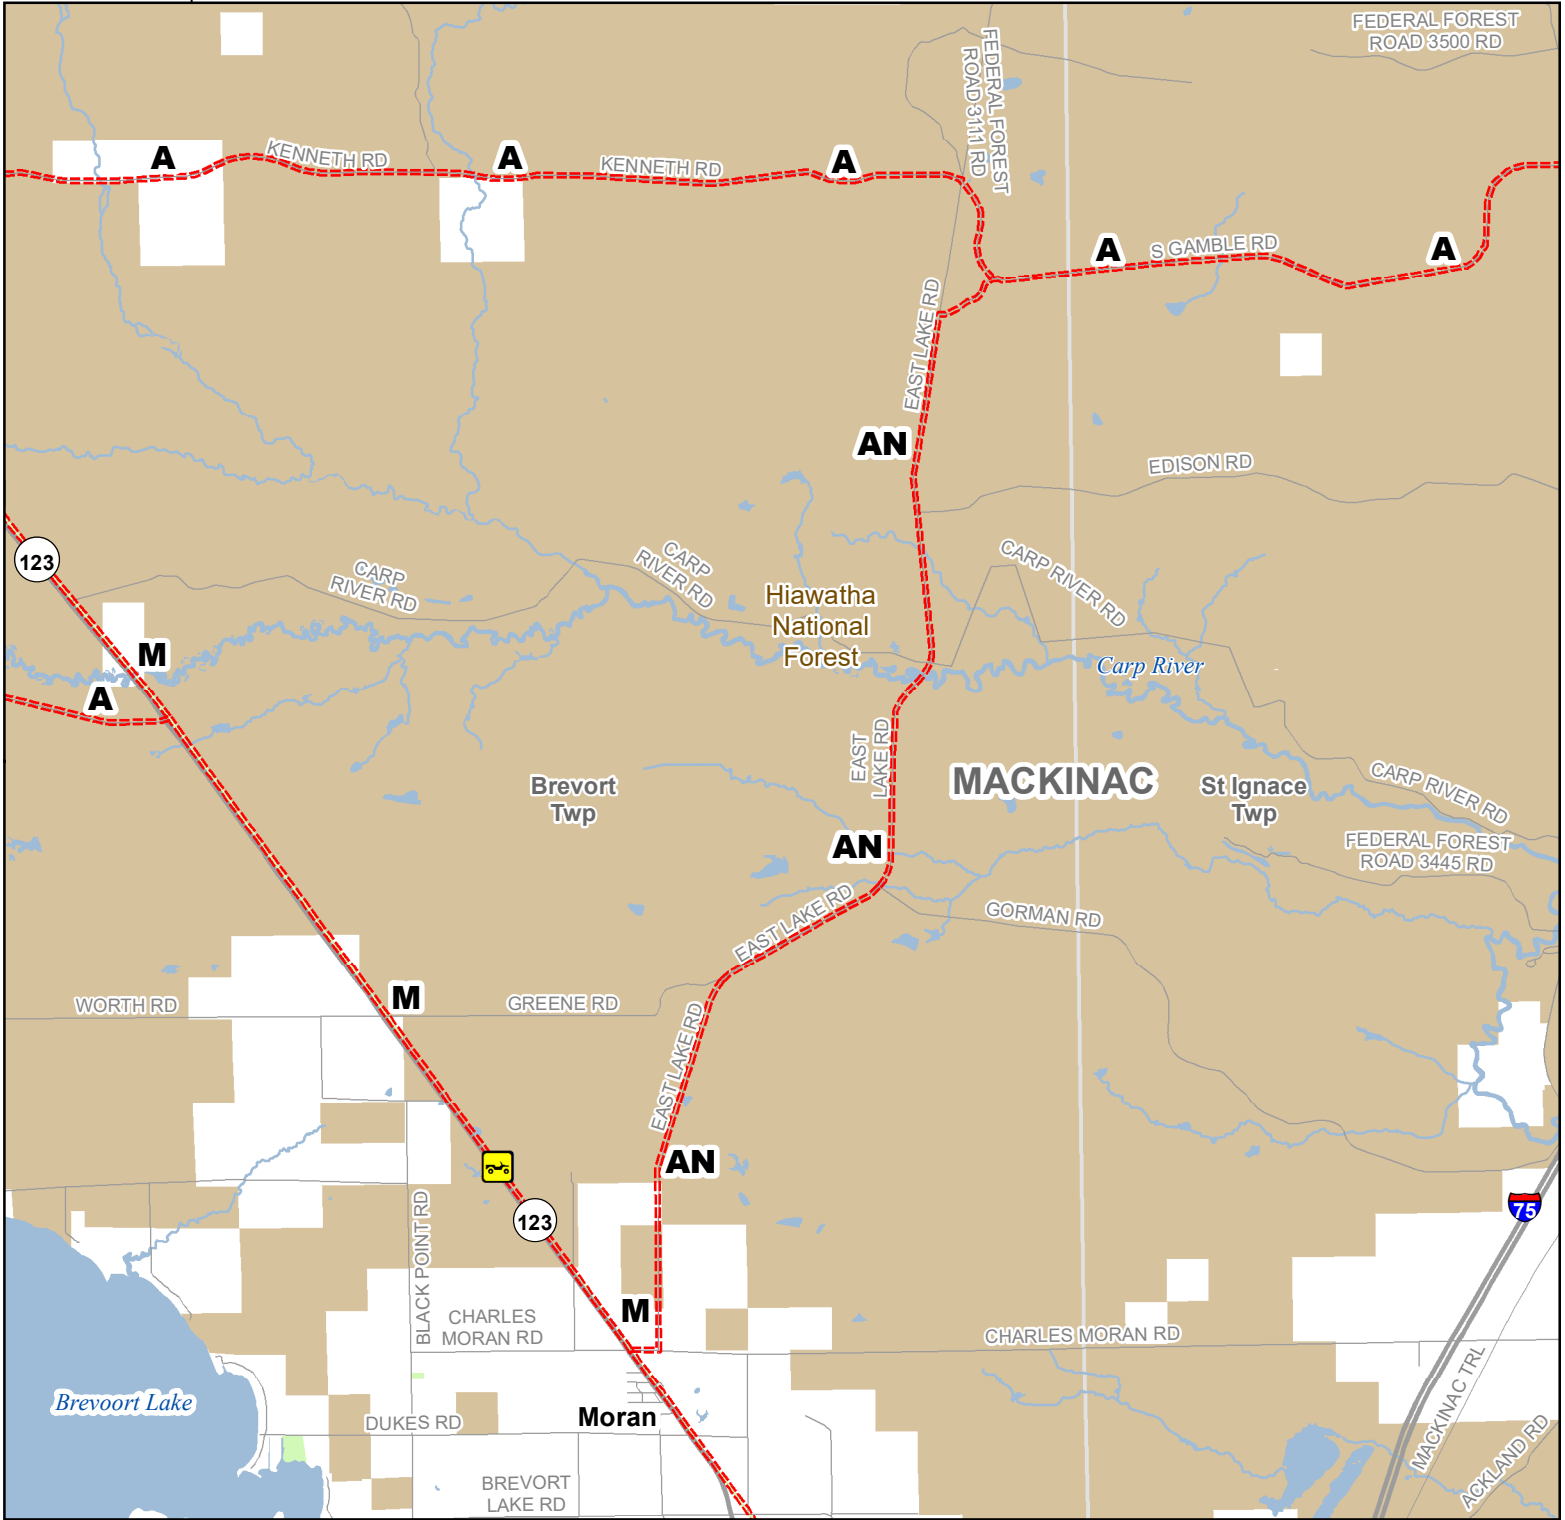 FEDERAL FOREST
ROAD 3500 RD
FEDERAL FOREST
ROAD 3111 RD
A
KENNETH RD
A
KENNETH RD
A
A
S GAMBLE RD
A
EAST LAKE RD
AN
EDISON RD
123
CARP
RIVER RD
CARP
RIVER RD
CARP RIVER RD
Hiawatha
National
Forest
M
A
Carp River
EAST
LAKE RD
MACKINAC
Brevort
Twp
St Ignace
Twp
CARP RIVER RD
AN
FEDERAL FOREST
ROAD 3445 RD
EAST LAKE RD
GORMAN RD
WORTH RD
M
GREENE RD
EAST LAKE RD
AN
123
BLACK POINT RD
75
M
CHARLES
MORAN RD
CHARLES MORAN RD
MACKINAC TRL
Brevoort Lake
DUKES RD
Moran
ACKLAND RD
BREVORT
LAKE RD